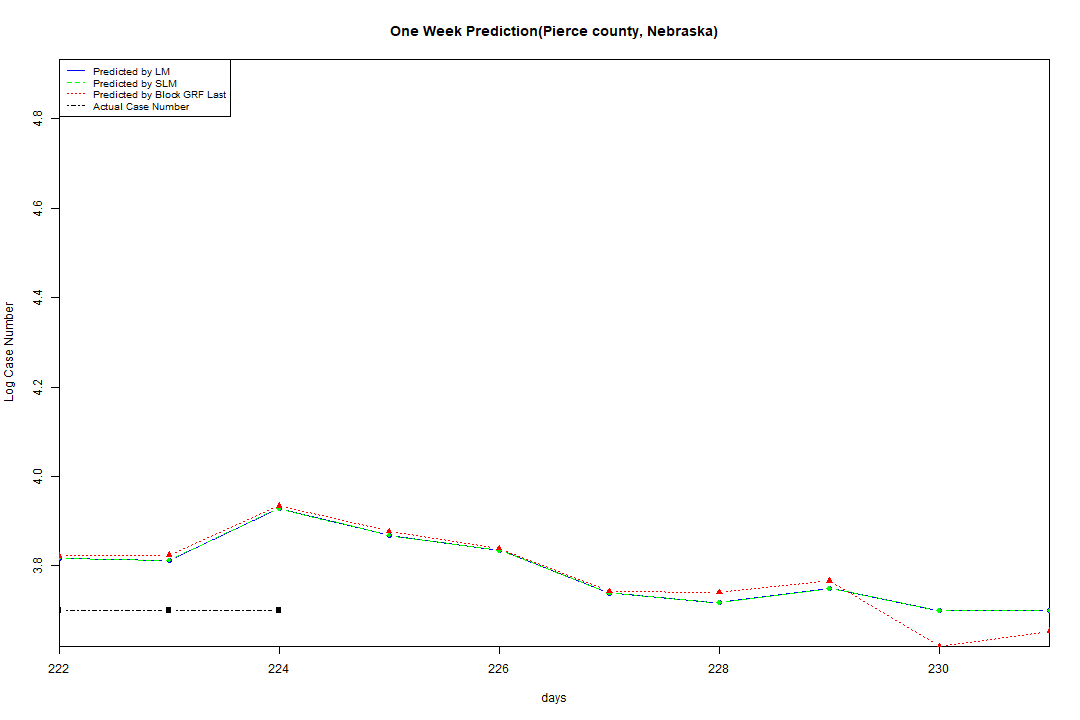 One Week Prediction(Pierce county, Nebraska)
Predicted by LM
Predicted by SLM
Predicted by Block GRF Last
Actual Case Number
4.8
4.6
4.4
4.2
4.0
3.8
Log Case Number
222
224
226
228
230
days